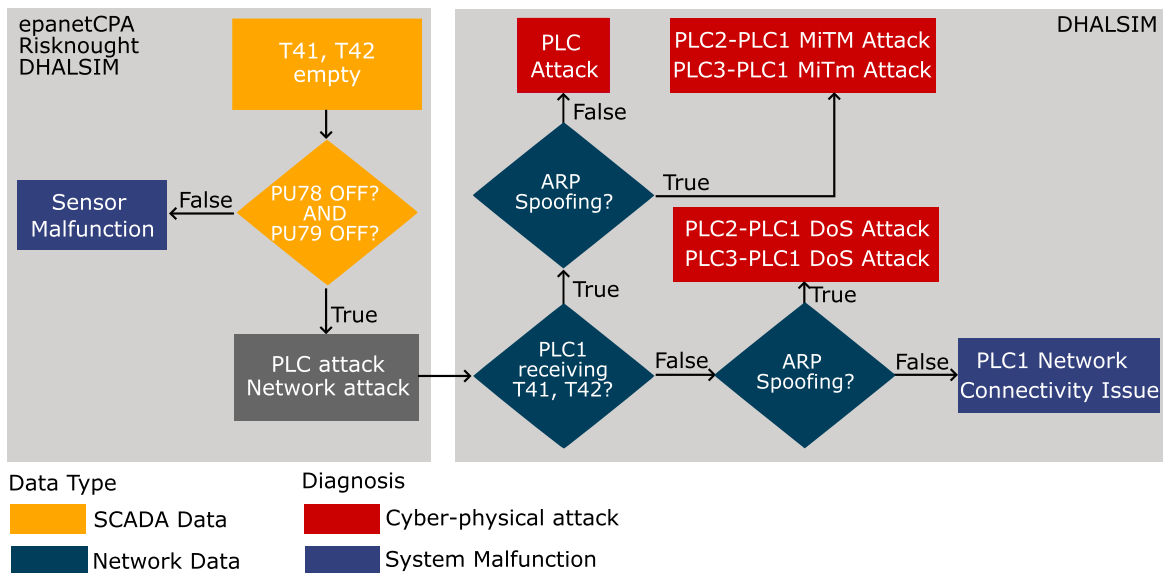 epanetCPA
Risknought
DHALSIM
T41, T42
empty
PU78 OFF?
AND
PU79 OFF?
False
Sensor
Malfunction
True
PLC attack
Network attack
DHALSIM
PLC
Attack
PLC2-PLC1 MiTM Attack
PLC3-PLC1 MiTm Attack
False
ARP
Spoofing?
True
PLC2-PLC1 DoS Attack
PLC3-PLC1 DoS Attack
True
True
PLC1
receiving
T41, T42?
False
ARP
Spoofing?
False
PLC1 Network
Connectivity Issue
Data Type
SCADA Data
Network Data
Diagnosis
Cyber-physical attack
System Malfunction